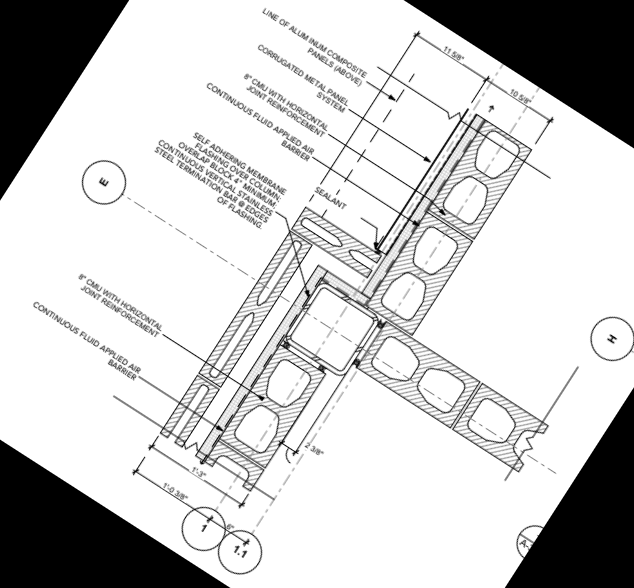 LINE OF ALUM INUM COMPOSITE
PANELS (ABOVE)
CORRUGATED METAL PANEL
SYSTEM
8" CMU WITH HORIZONTAL
JOINT REINFORCEMENT
CONTINUOUS FLUID APPLIED AIR
BARRIER
SELF ADHERING MEMBRANE
FLASHING OVER COLUMN;
OVERLAP BLOCK 4" MINIMUM.
CONTINUOUS VERTICAL STAINLESS
STEEL TERMINATION BAR @ EDGES
OF FLASHING.
SEALANT
11 5/8"
10 5/8"
E
H
8" CMU WITH HORIZONTAL
JOINT REINFORCEMENT
CONTINUOUS FLUID APPLIED AIR
BARRIER
2 3/8"
1'-3"
1'-0 3/8"
6"
1
1.1
A-